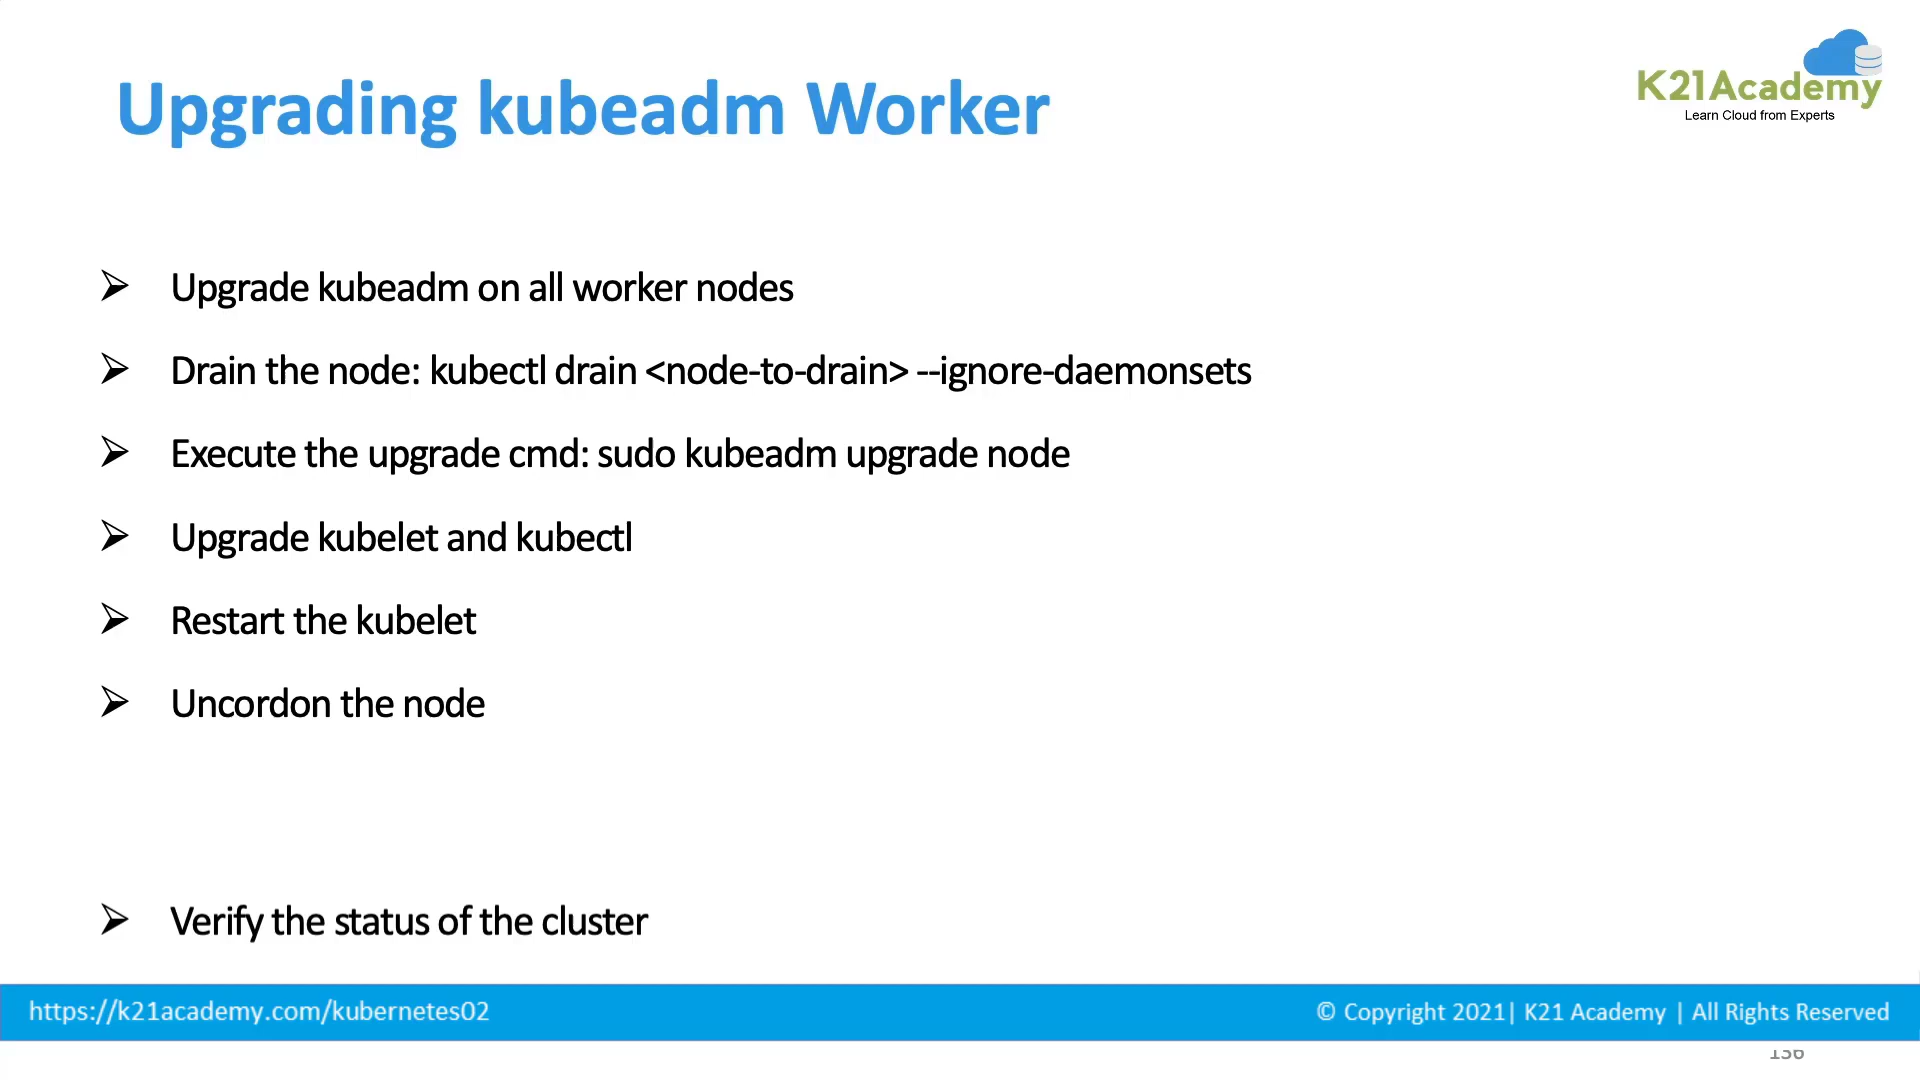 K21Academy
Learn Cloud from Experts
Upgrading kubeadm Worker
➢ Upgrade kubeadm on all worker nodes
➢ Drain the node: kubectl drain <node-to-drain> --ignore-daemonsets
➢ Execute the upgrade cmd: sudo kubeadm upgrade node
➢ Upgrade kubelet and kubectl
➢ Restart the kubelet
➢ Uncordon the node
➢ Verify the status of the cluster
https://k21academy.com/kubernetes02
© Copyright 2021| K21 Academy | All Rights Reserved
136